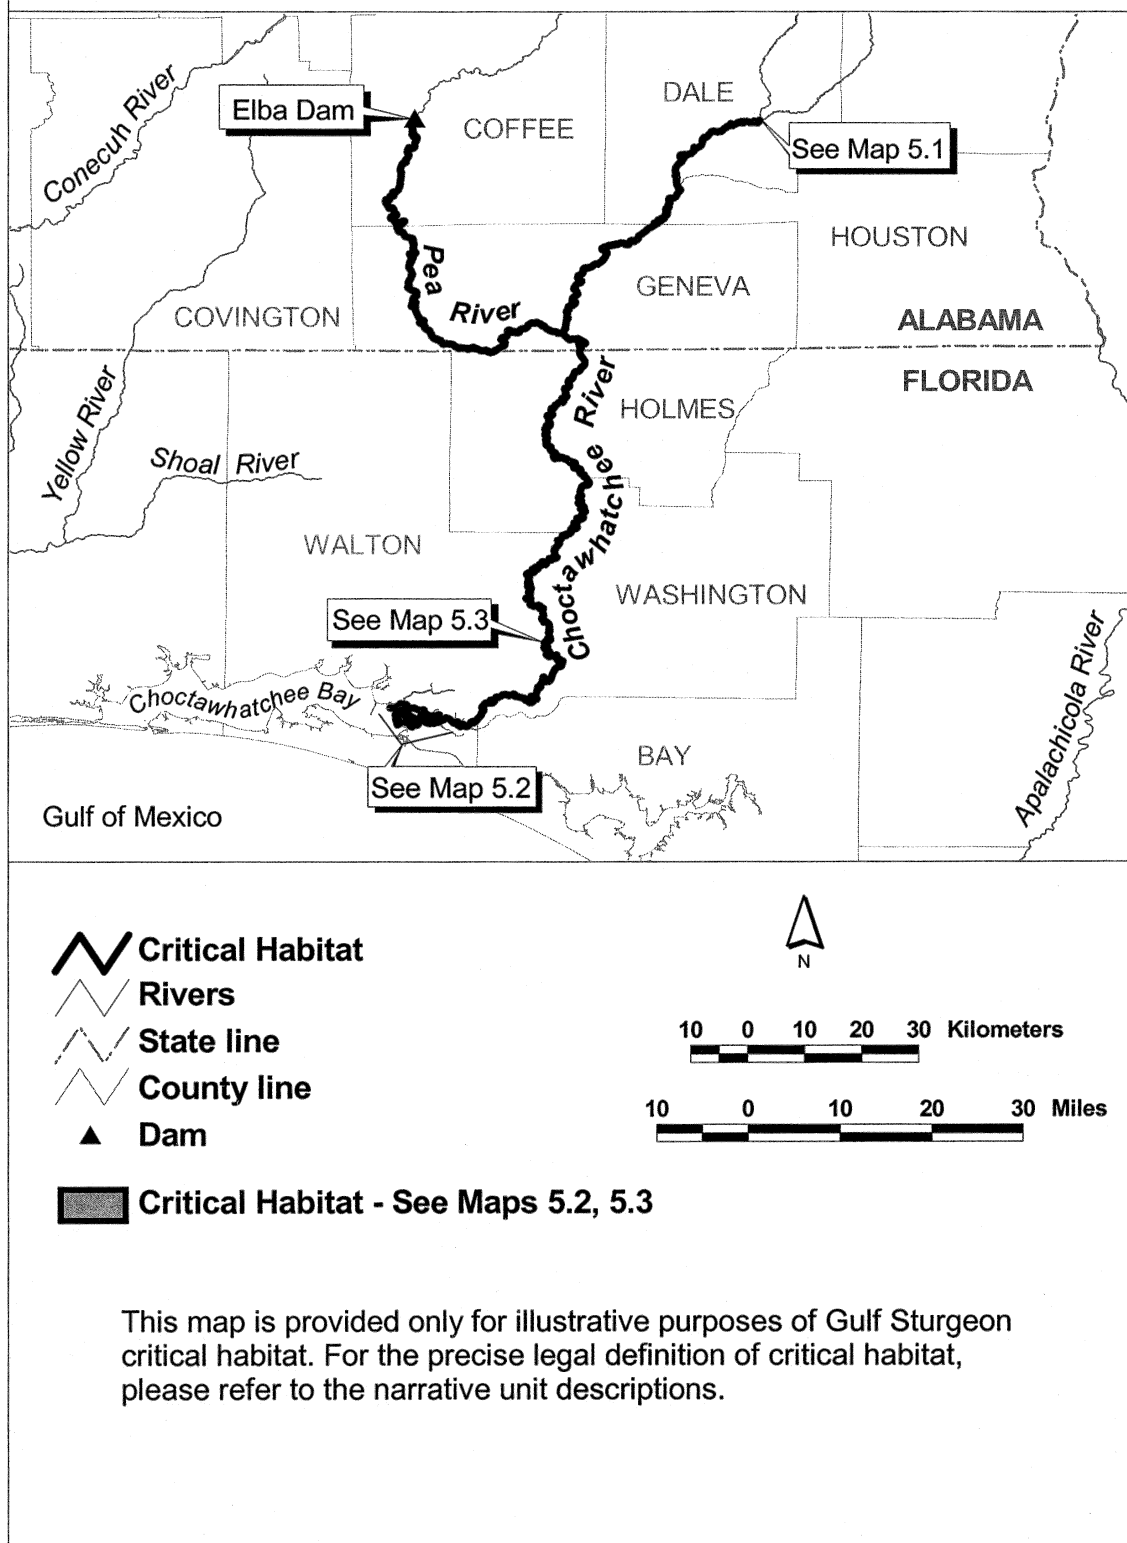 Conecuh River
Elba Dam
COFFEE
DALE
See Map 5.1
HOUSTON
Pea
River
GENEVA
COVINGTON
ALABAMA
FLORIDA
Yellow River
Shoal River
HOLMES
Choctawhatchee River
WALTON
WASHINGTON
See Map 5.3
Choctawhatchee Bay
Apalachicola River
BAY
See Map 5.2
Gulf of Mexico
Critical Habitat
Rivers
State line
County line
Dam
Critical Habitat - See Maps 5.2, 5.3
N
10 0 10 20 30 Kilometers
10 0 10 20 30 Miles
This map is provided only for illustrative purposes of Gulf Sturgeon
critical habitat. For the precise legal definition of critical habitat,
please refer to the narrative unit descriptions.